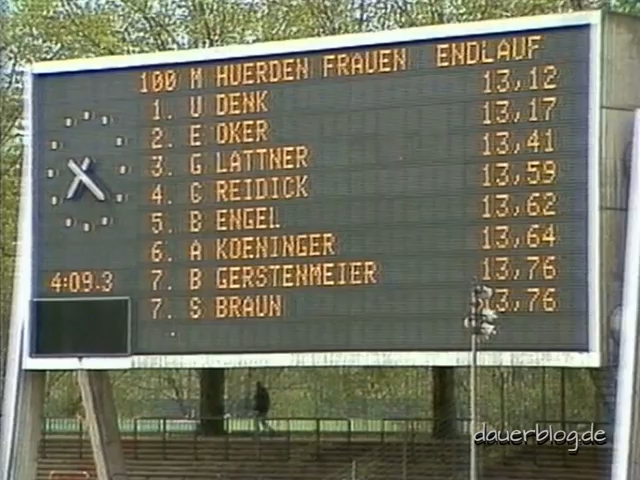 100 M HUERDEN FRAUEN ENDLAUF
1. U DENK 13,12
2. E OKER 13,17
3. G LATTNER 13,41
4. C REIDICK 13,59
5. B ENGEL 13,62
6. A KOENINGER 13,64
7. B GERSTENMEIER 13,76
7. S BRAUN 13,76
4:09.3
dauerblog.de